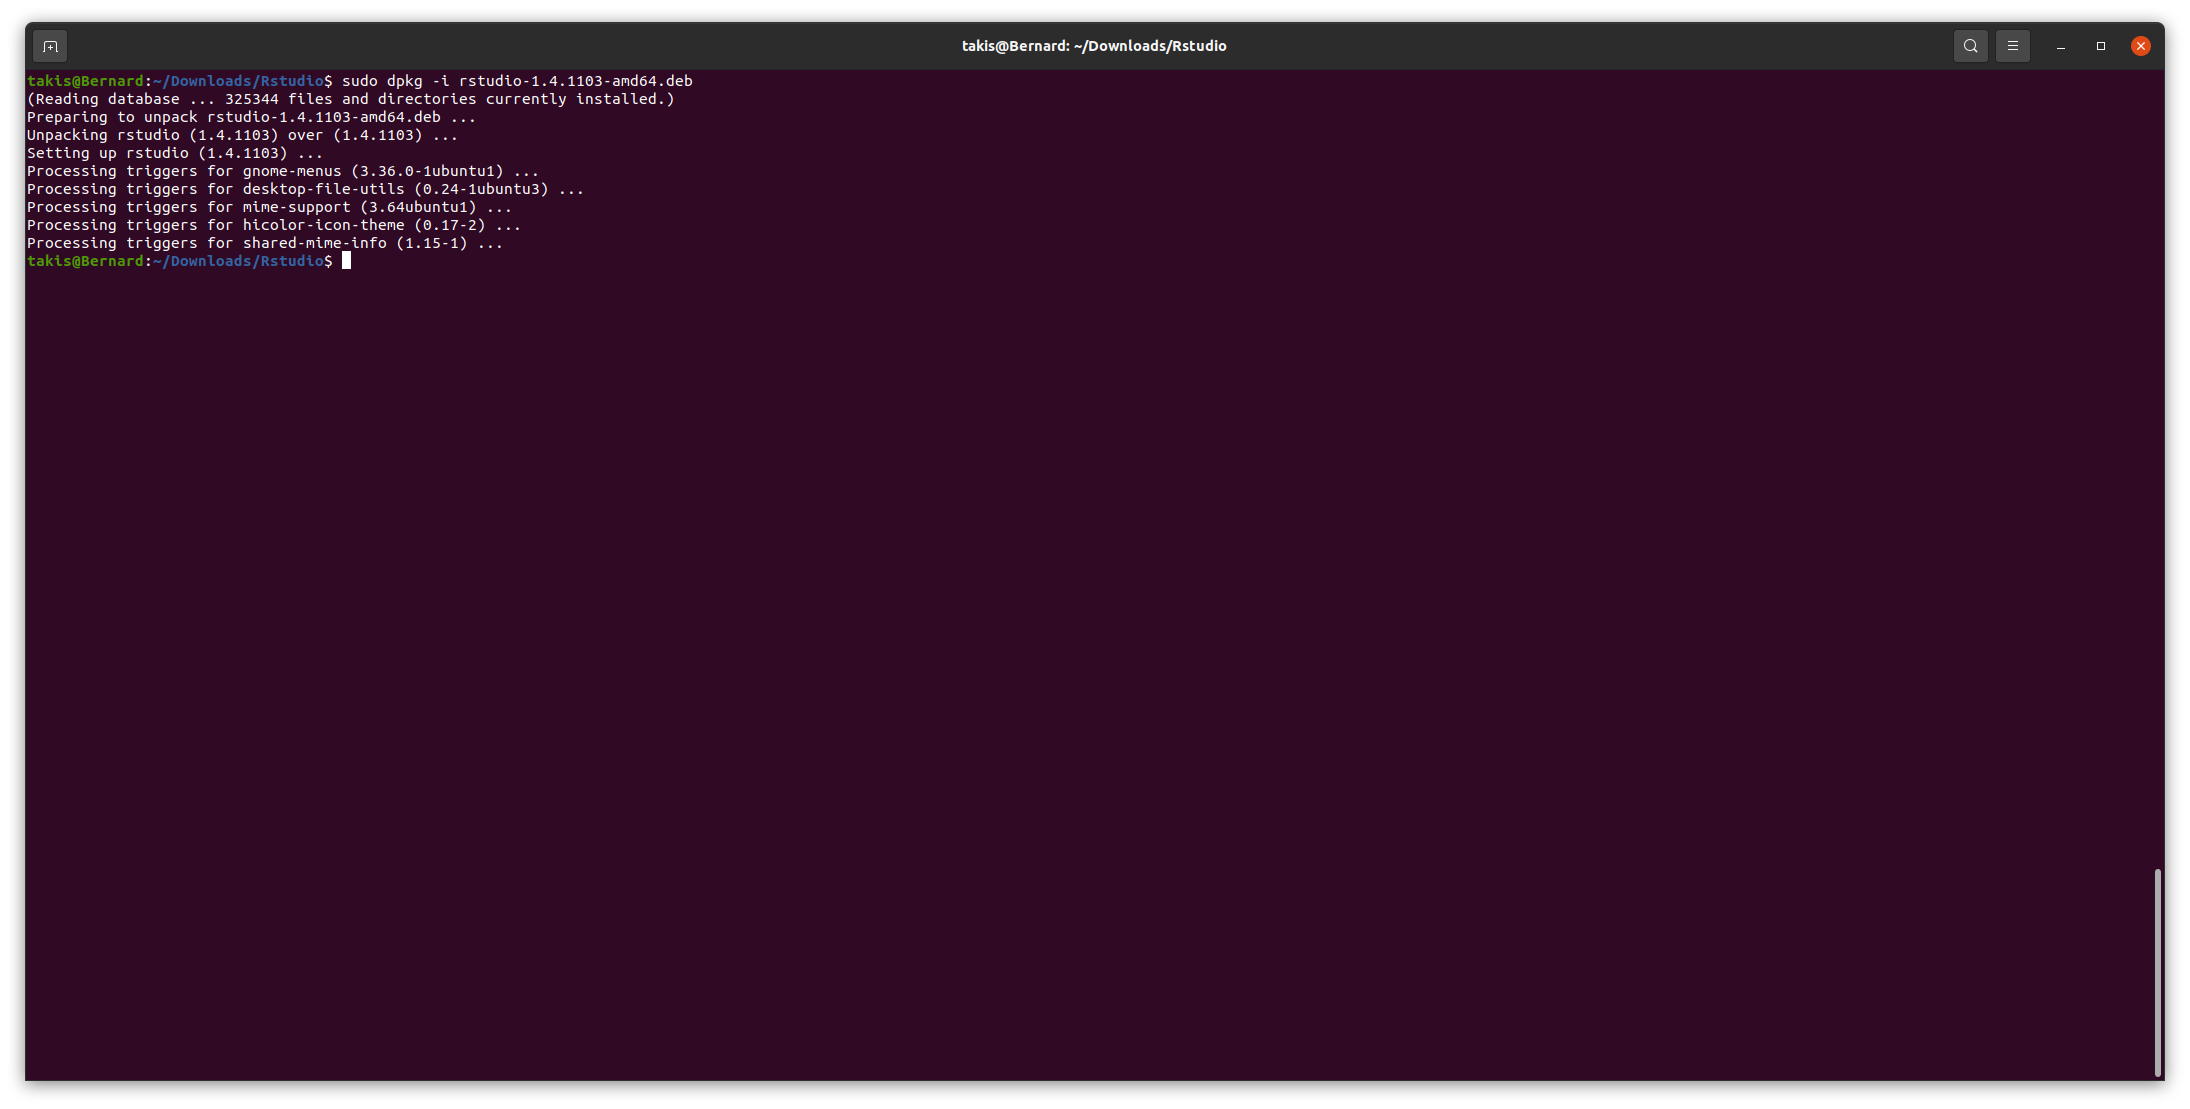 takis@Bernard: ~/Downloads/Rstudio
takis@Bernard:~/Downloads/Rstudio$ sudo dpkg -i rstudio-1.4.1103-amd64.deb
(Reading database ... 325344 files and directories currently installed.)
Preparing to unpack rstudio-1.4.1103-amd64.deb ...
Unpacking rstudio (1.4.1103) over (1.4.1103) ...
Setting up rstudio (1.4.1103) ...
Processing triggers for gnome-menus (3.36.0-1ubuntu1) ...
Processing triggers for desktop-file-utils (0.24-1ubuntu3) ...
Processing triggers for mime-support (3.64ubuntu1) ...
Processing triggers for hicolor-icon-theme (0.17-2) ...
Processing triggers for shared-mime-info (1.15-1) ...
takis@Bernard:~/Downloads/Rstudio$